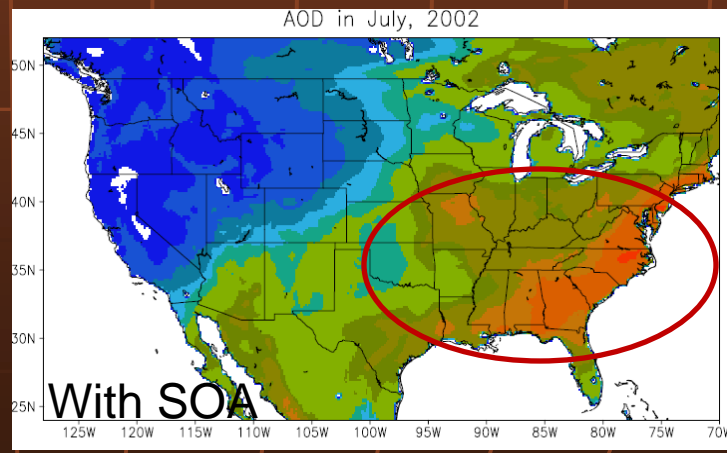 AOD in July, 2002
50N
45N
40N
35N
30N
25N
With SOA
125W 120W 115W 110W 105W 100W 95W 90W 85W 80W 75W 70W